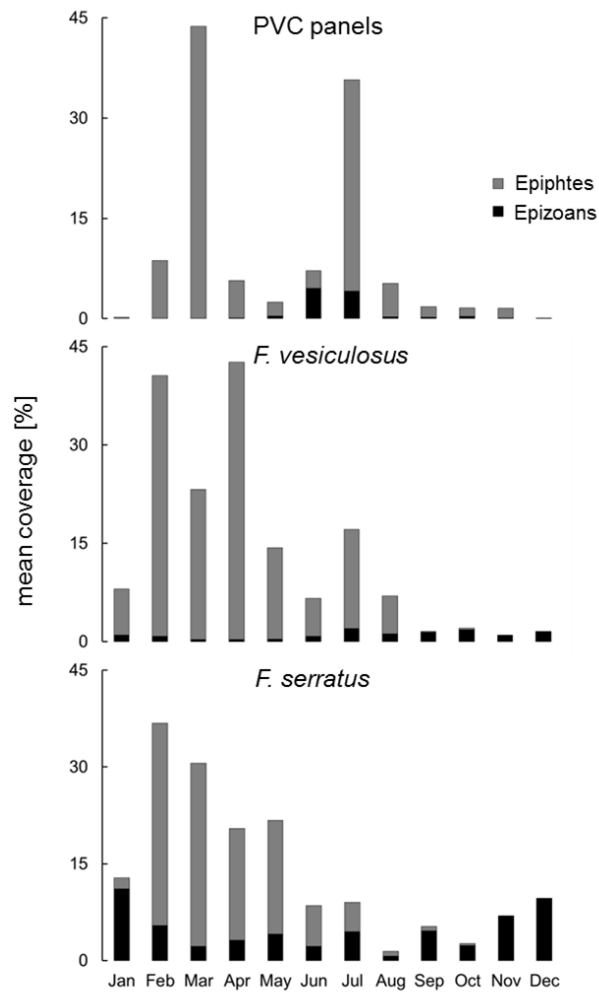 PVC panels
45
30
15
0
Epiphtes
Epizoans
F. vesiculosus
45
30
15
0
mean coverage [%]
F. serratus
45
30
15
0
Jan Feb Mar Apr May Jun Jul Aug Sep Oct Nov Dec